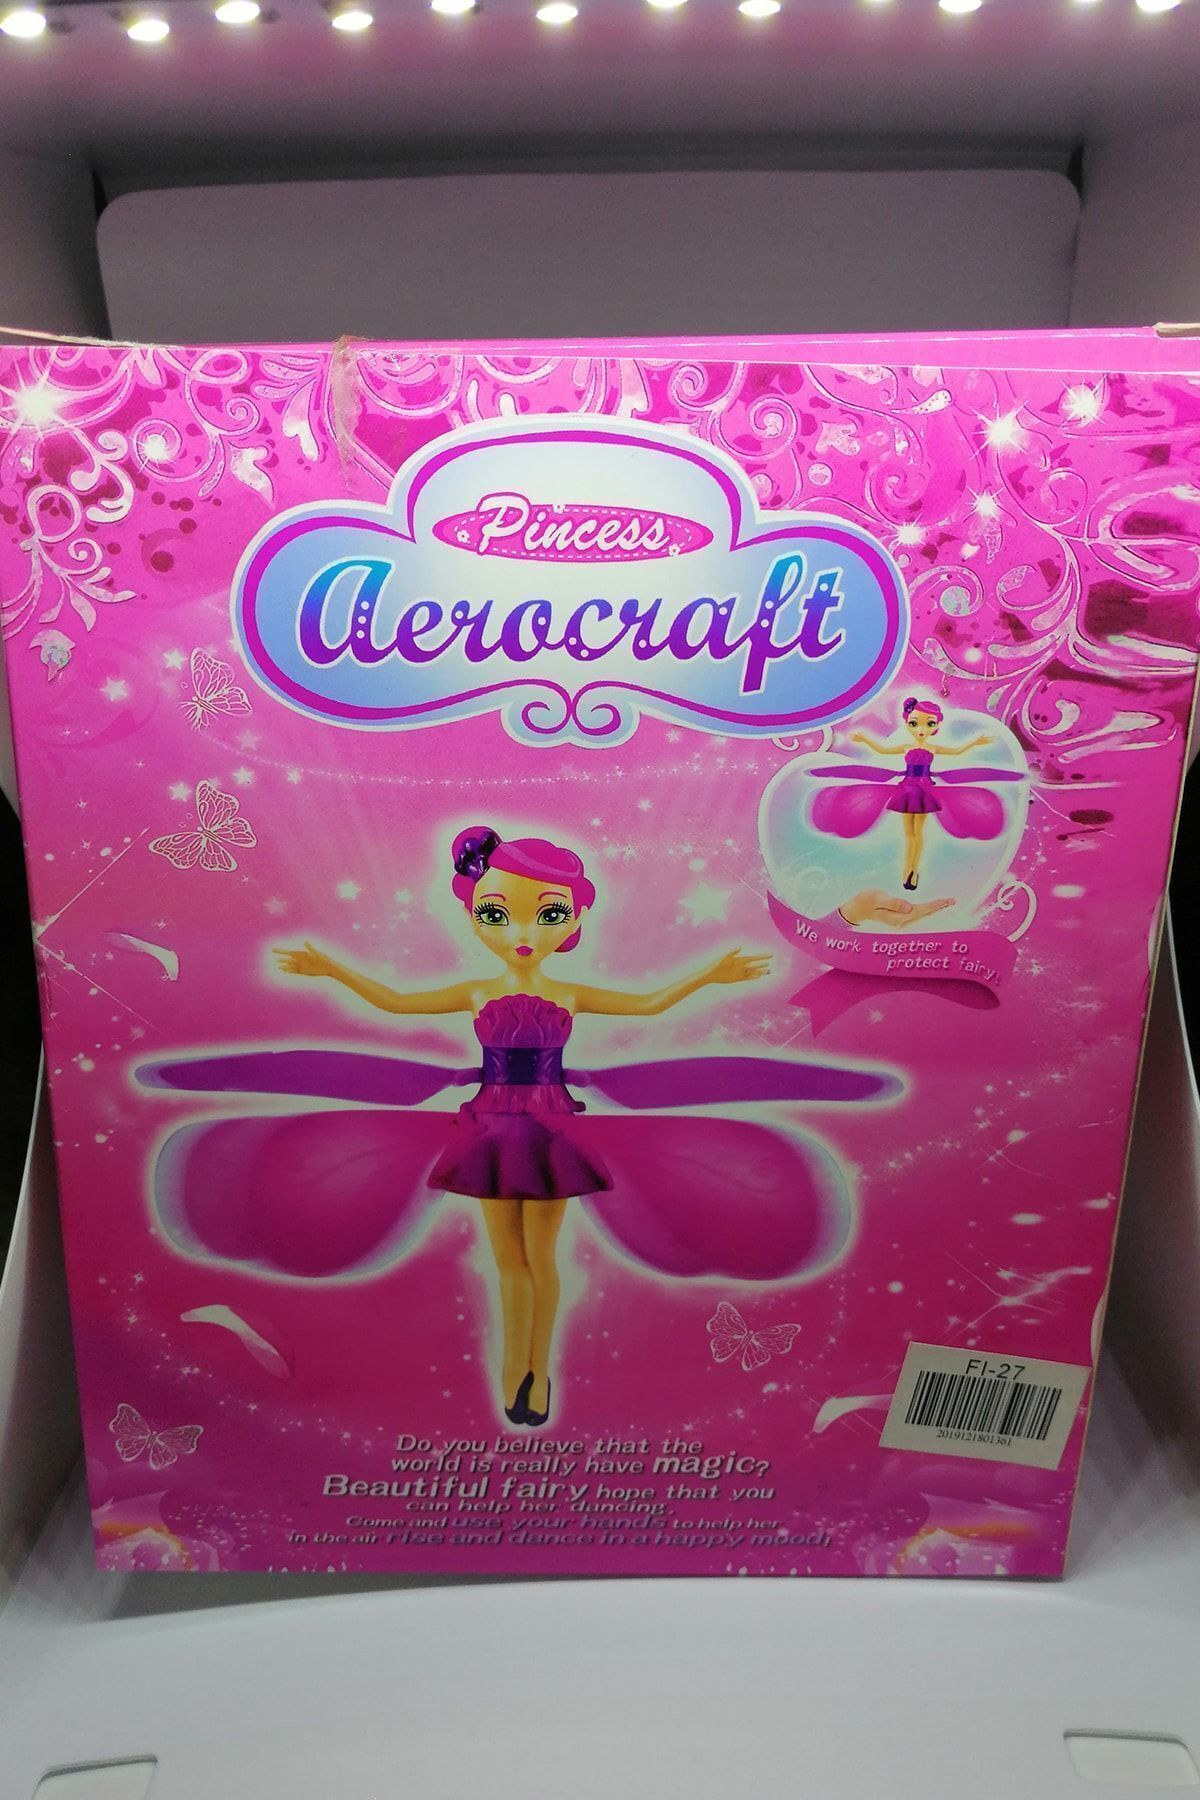 Pincess
Aerocraft
We work together to
protect fairy!
FI-27
2019121801361
Do you believe that the
world is really have magic?
Beautiful fairy hope that you
can help her dancing.
Come and use your hands to help her
in the air rise and dance in a happy mood!